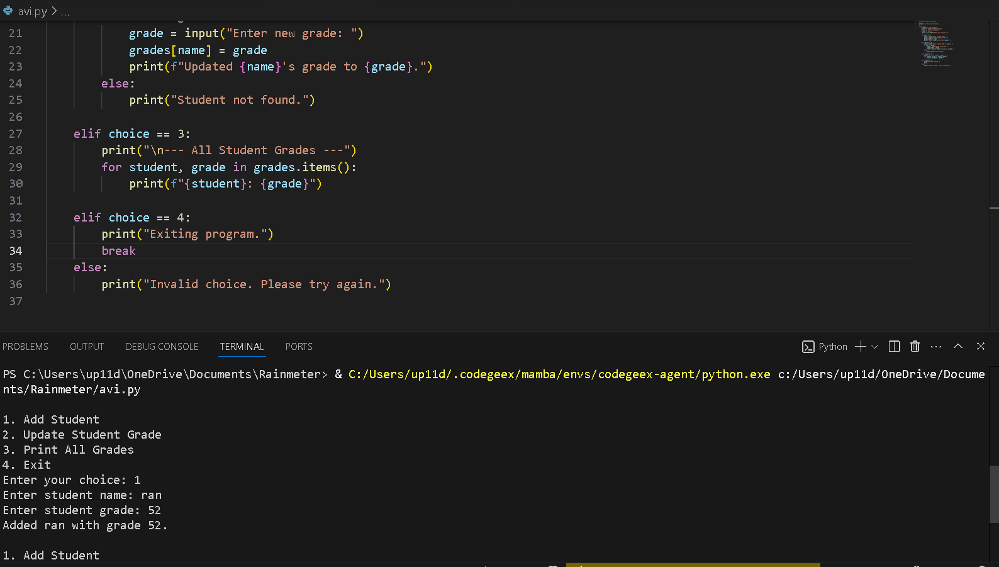 avi.py > ...
21 grade = input("Enter new grade: ")
22 grades[name] = grade
23 print(f"Updated {name}'s grade to {grade}.")
24 else:
25 print("Student not found.")
26
27 elif choice == 3:
28 print("\n--- All Student Grades ---")
29 for student, grade in grades.items():
30 print(f"{student}: {grade}")
31
32 elif choice == 4:
33 print("Exiting program.")
34 break
35 else:
36 print("Invalid choice. Please try again.")
37
PROBLEMS OUTPUT DEBUG CONSOLE TERMINAL PORTS Python
PS C:\Users\up11d\OneDrive\Documents\Rainmeter> & C:/Users/up11d/.codegeex/mamba/envs/codegeex-agent/python.exe c:/Users/up11d/OneDrive/Docume
nts/Rainmeter/avi.py
1. Add Student
2. Update Student Grade
3. Print All Grades
4. Exit
Enter your choice: 1
Enter student name: ran
Enter student grade: 52
Added ran with grade 52.
1. Add Student